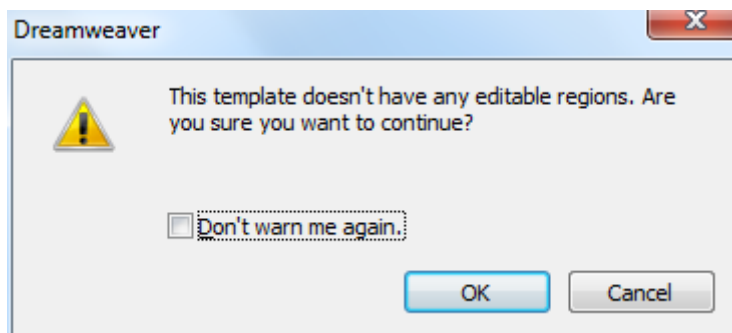 Dreamweaver
This template doesn't have any editable regions. Are
you sure you want to continue?
Don't warn me again.
OK
Cancel